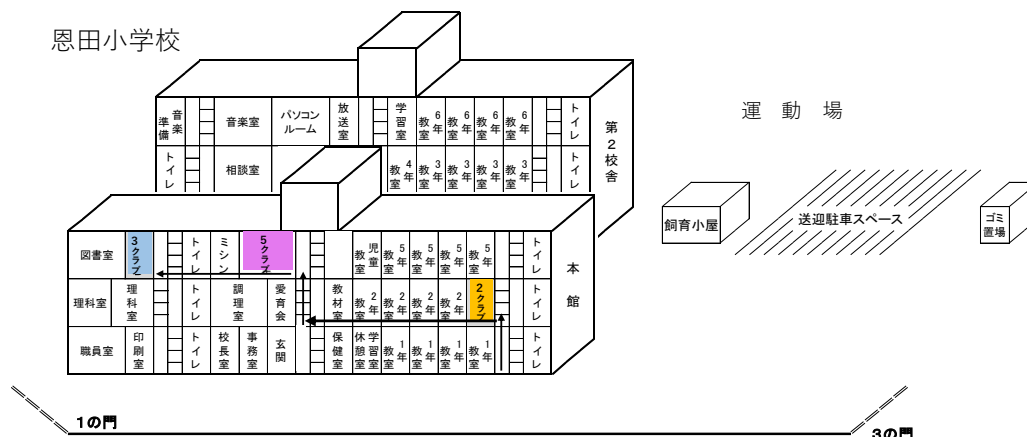 恩田小学校
運動場
音楽準備
音楽室
パソコンルーム
放送室
学習室
6年教室
6年教室
6年教室
6年教室
トイレ
第2校舎
トイレ
相談室
4年教室
3年教室
3年教室
3年教室
3年教室
トイレ
飼育小屋
送迎駐車スペース
ゴミ置場
図書室
3クラブ
トイレ
ミシン
5クラブ
児童教室
5年教室
5年教室
5年教室
5年教室
トイレ
本館
理科室
理科室
トイレ
調理室
愛育会
教材室
2年教室
2年教室
2年教室
2年教室
2クラブ
トイレ
職員室
印刷室
トイレ
校長室
事務室
玄関
保健室
学習室休憩室
1年教室
1年教室
1年教室
1年教室
トイレ
1の門
3の門